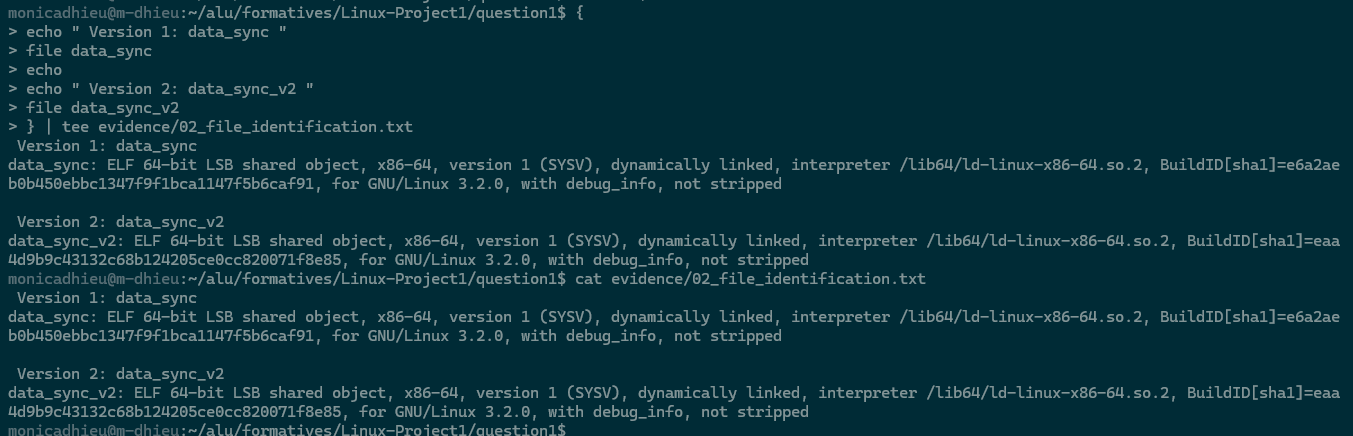 monicadhieu@m-dhieu:~/alu/formatives/Linux-Project1/question1$ {
> echo " Version 1: data_sync "
> file data_sync
> echo
> echo " Version 2: data_sync_v2 "
> file data_sync_v2
> } | tee evidence/02_file_identification.txt
 Version 1: data_sync
data_sync: ELF 64-bit LSB shared object, x86-64, version 1 (SYSV), dynamically linked, interpreter /lib64/ld-linux-x86-64.so.2, BuildID[sha1]=e6a2ae
b0b450ebbc1347f9f1bca1147f5b6caf91, for GNU/Linux 3.2.0, with debug_info, not stripped

 Version 2: data_sync_v2
data_sync_v2: ELF 64-bit LSB shared object, x86-64, version 1 (SYSV), dynamically linked, interpreter /lib64/ld-linux-x86-64.so.2, BuildID[sha1]=eaa
4d9b9c43132c68b124205ce0cc820071f8e85, for GNU/Linux 3.2.0, with debug_info, not stripped
monicadhieu@m-dhieu:~/alu/formatives/Linux-Project1/question1$ cat evidence/02_file_identification.txt
 Version 1: data_sync
data_sync: ELF 64-bit LSB shared object, x86-64, version 1 (SYSV), dynamically linked, interpreter /lib64/ld-linux-x86-64.so.2, BuildID[sha1]=e6a2ae
b0b450ebbc1347f9f1bca1147f5b6caf91, for GNU/Linux 3.2.0, with debug_info, not stripped

 Version 2: data_sync_v2
data_sync_v2: ELF 64-bit LSB shared object, x86-64, version 1 (SYSV), dynamically linked, interpreter /lib64/ld-linux-x86-64.so.2, BuildID[sha1]=eaa
4d9b9c43132c68b124205ce0cc820071f8e85, for GNU/Linux 3.2.0, with debug_info, not stripped
monicadhieu@m-dhieu:~/alu/formatives/Linux-Project1/question1$